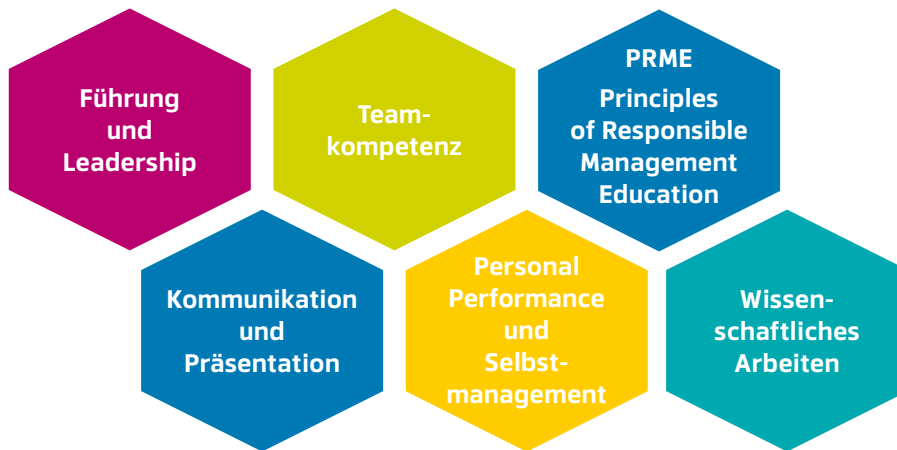 Führung
und
Leadership
Team-
kompetenz
PRME
Principles
of Responsible
Management
Education
Kommunikation
und
Präsentation
Personal
Performance
und
Selbst-
management
Wissen-
schaftliches
Arbeiten